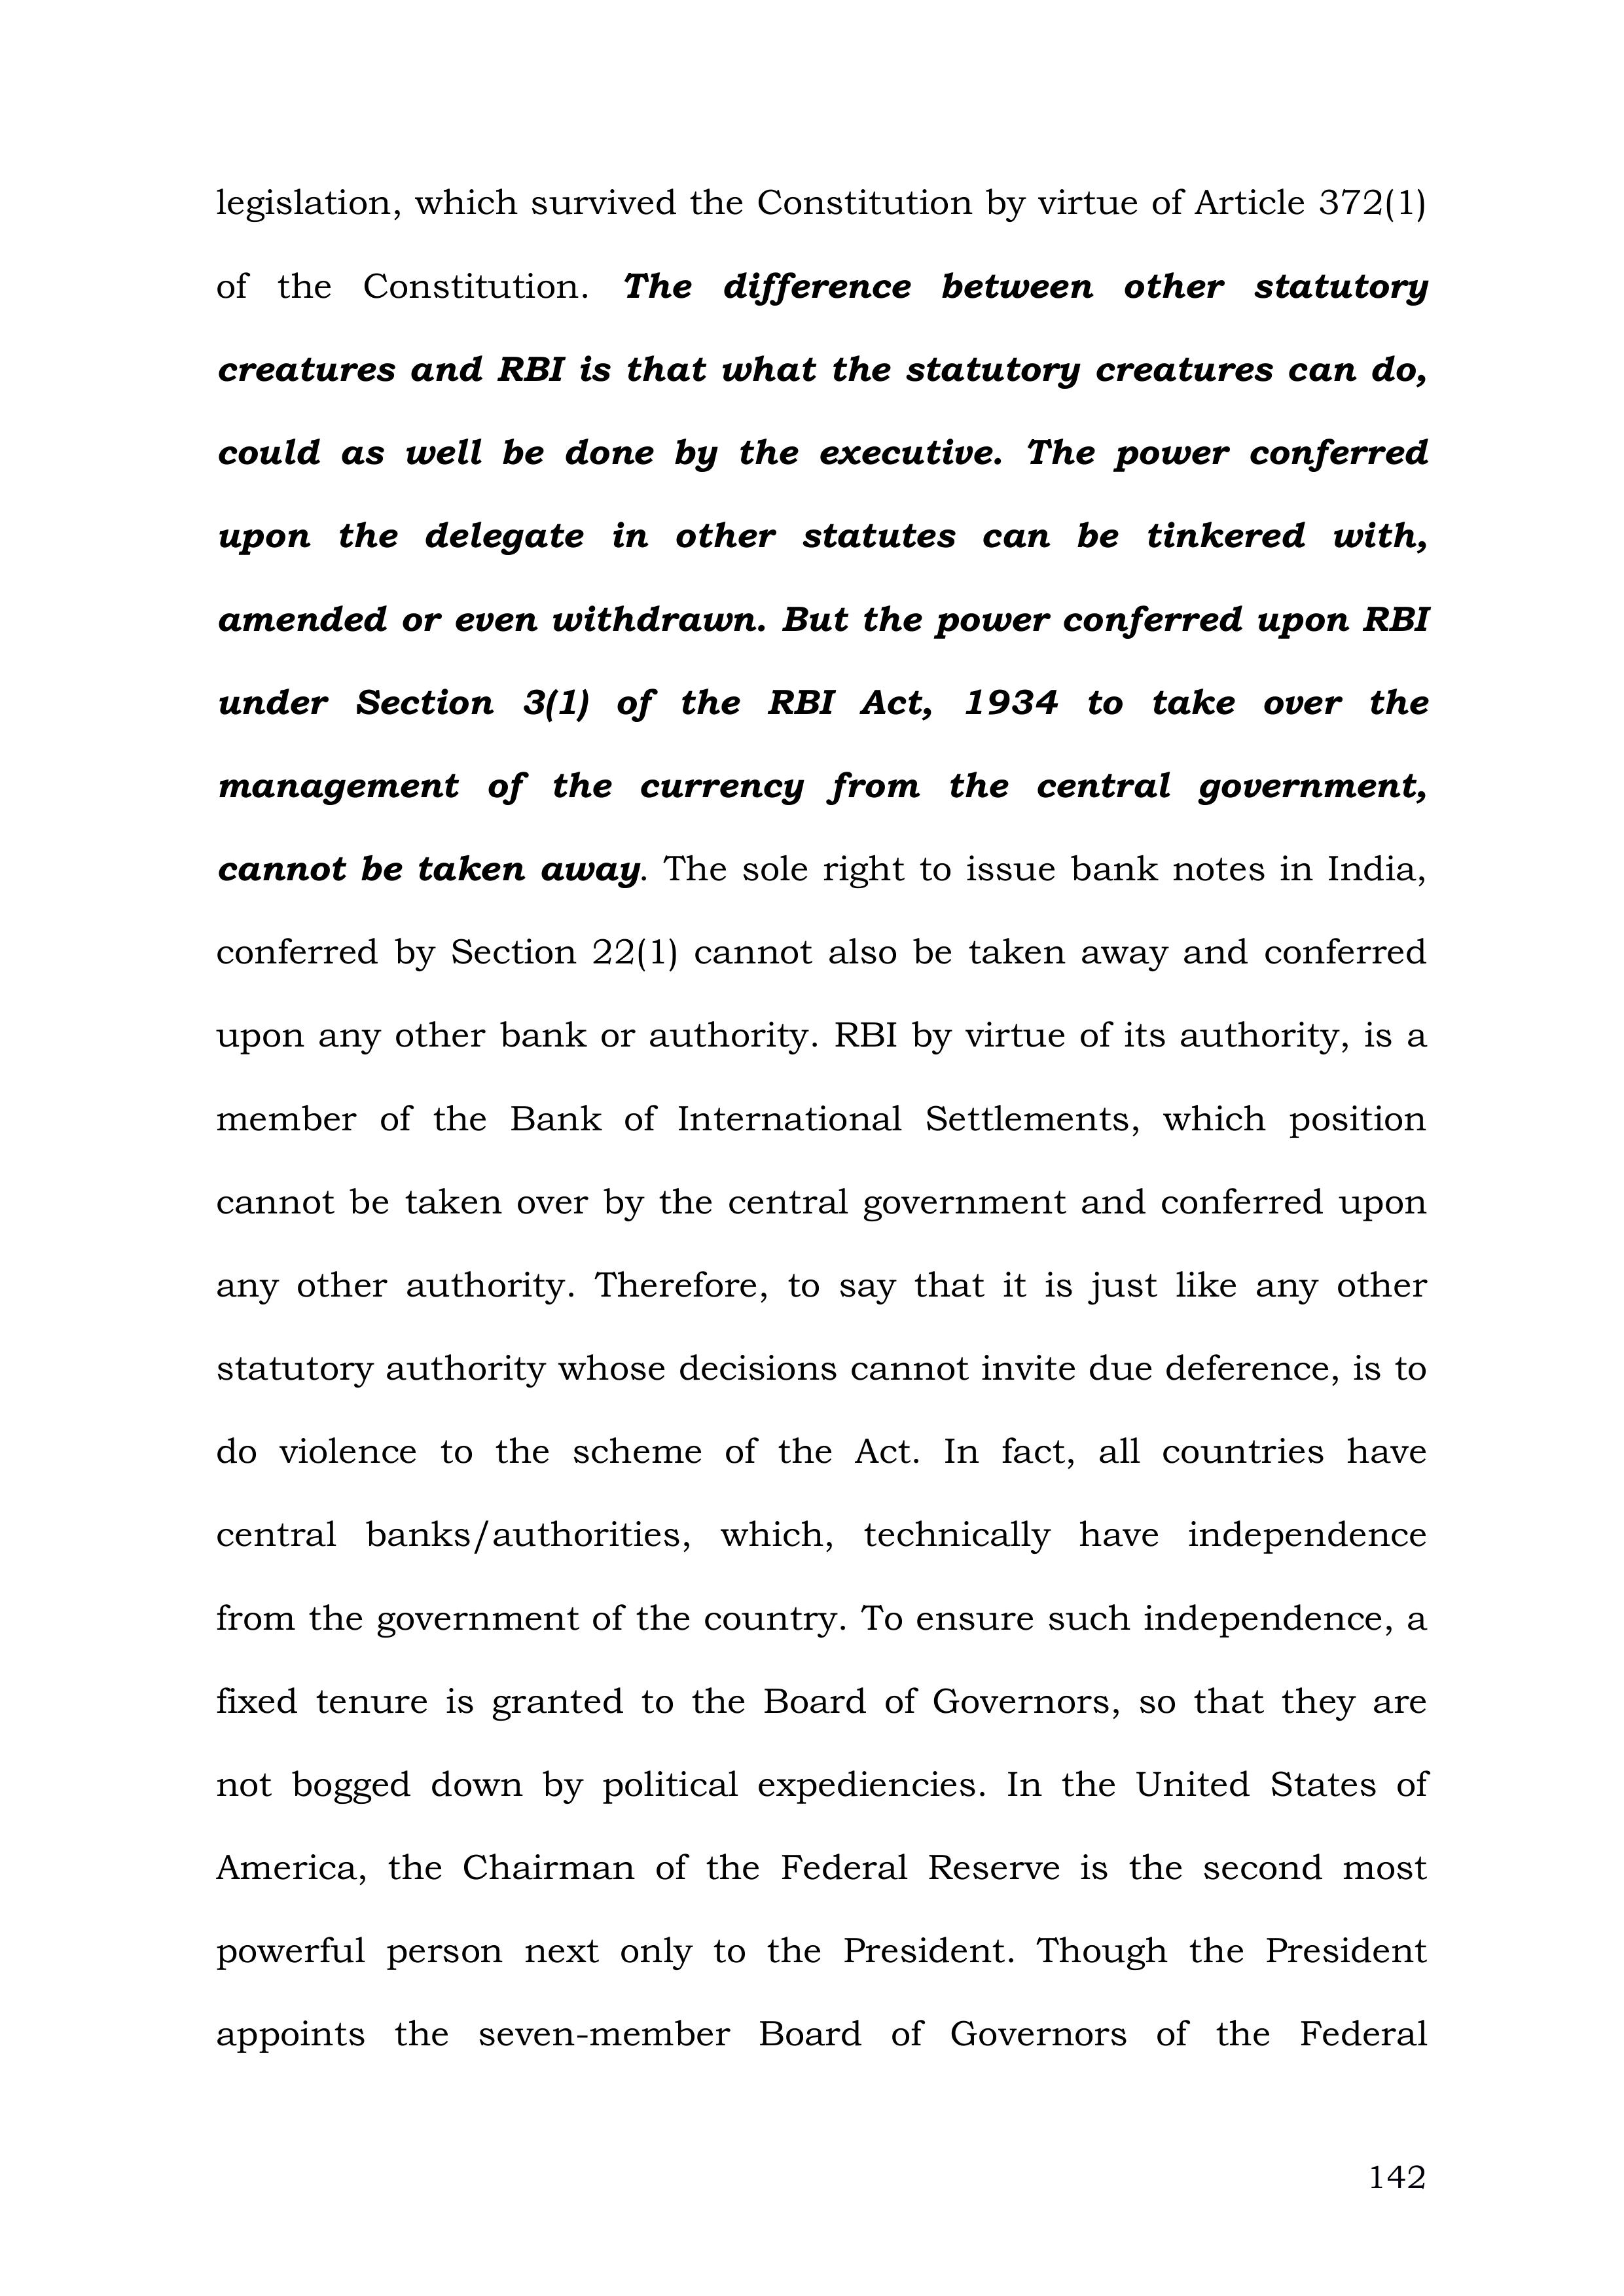 legislation, which survived the Constitution by virtue of Article 372(1)
of the Constitution. The difference between other statutory
creatures and RBI is that what the statutory creatures can do,
could as well be done by the executive. The power conferred
upon the delegate in other statutes can be tinkered with,
amended or even withdrawn. But the power conferred upon RBI
under Section 3(1) of the RBI Act, 1934 to take over the
management of the currency from the central government,
cannot be taken away. The sole right to issue bank notes in India,
conferred by Section 22(1) cannot also be taken away and conferred
upon any other bank or authority. RBI by virtue of its authority, is a
member of the Bank of International Settlements, which position
cannot be taken over by the central government and conferred upon
any other authority. Therefore, to say that it is just like any other
statutory authority whose decisions cannot invite due deference, is to
do violence to the scheme of the Act. In fact, all countries have
central banks/authorities, which, technically have independence
from the government of the country. To ensure such independence, a
fixed tenure is granted to the Board of Governors, so that they are
not bogged down by political expediencies. In the United States of
America, the Chairman of the Federal Reserve is the second most
powerful person next only to the President. Though the President
appoints the seven-member Board of Governors of the Federal
142